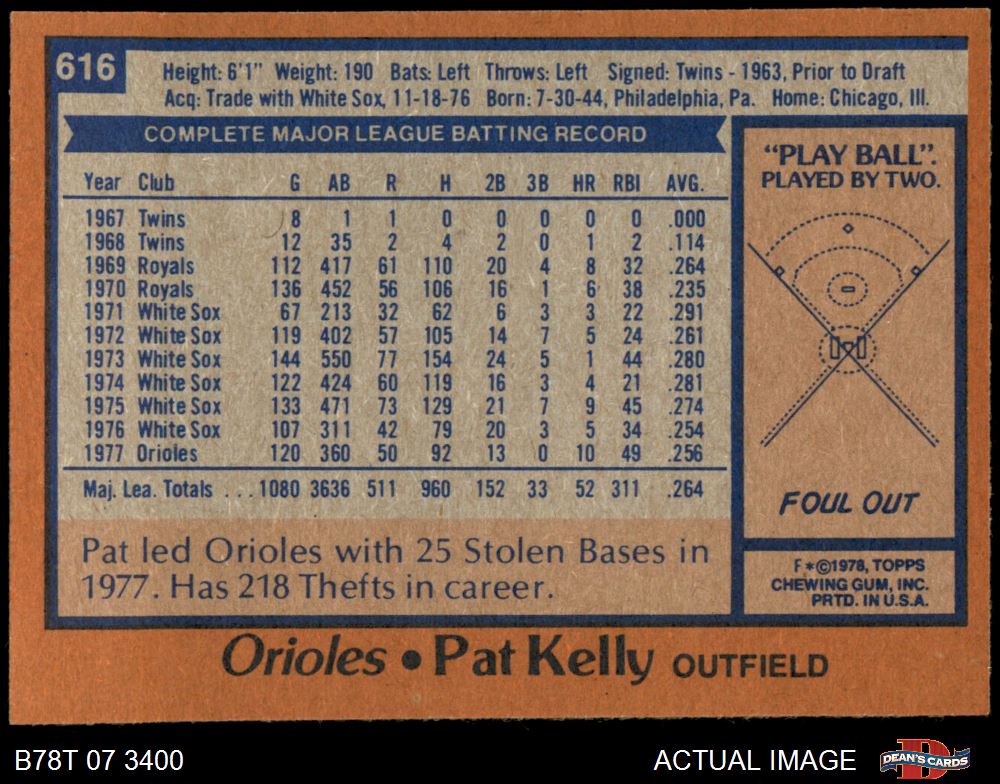 616
Height: 6'1" Weight: 190 Bats: Left Throws: Left Signed: Twins - 1963, Prior to Draft
Acq: Trade with White Sox, 11-18-76 Born: 7-30-44, Philadelphia, Pa. Home: Chicago, Ill.
COMPLETE MAJOR LEAGUE BATTING RECORD
Year Club G AB R H 2B 3B HR RBI AVG.
1967 Twins 8 1 1 0 0 0 0 0 .000
1968 Twins 12 35 2 4 2 0 1 2 .114
1969 Royals 112 417 61 110 20 4 8 32 .264
1970 Royals 136 452 56 106 16 1 6 38 .235
1971 White Sox 67 213 32 62 6 3 3 22 .291
1972 White Sox 119 402 57 105 14 7 5 24 .261
1973 White Sox 144 550 77 154 24 5 1 44 .280
1974 White Sox 122 424 60 119 16 3 4 21 .281
1975 White Sox 133 471 73 129 21 7 9 45 .274
1976 White Sox 107 311 42 79 20 3 5 34 .254
1977 Orioles 120 360 50 92 13 0 10 49 .256
Maj. Lea. Totals ... 1080 3636 511 960 152 33 52 311 .264
Pat led Orioles with 25 Stolen Bases in
1977. Has 218 Thefts in career.
"PLAY BALL".
PLAYED BY TWO.
FOUL OUT
F*©1978, TOPPS
CHEWING GUM, INC.
PRTD. IN U.S.A.
Orioles • Pat Kelly OUTFIELD
B78T 07 3400
ACTUAL IMAGE
D
DEAN'S CARDS